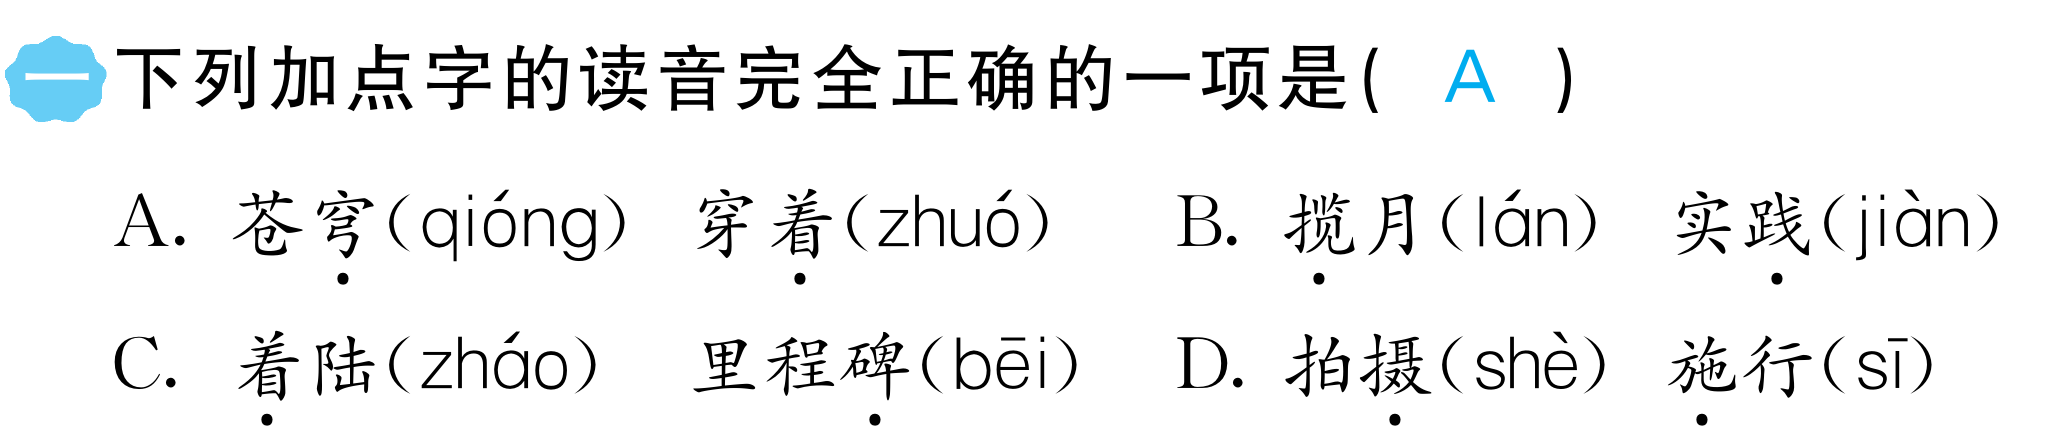 一 下列加点字的读音完全正确的一项是( A )
A. 苍穹(qióng) 穿着(zhuó) B. 揽月(lán) 实践(jiàn)
C. 着陆(zháo) 里程碑(bēi) D. 拍摄(shè) 施行(sī)